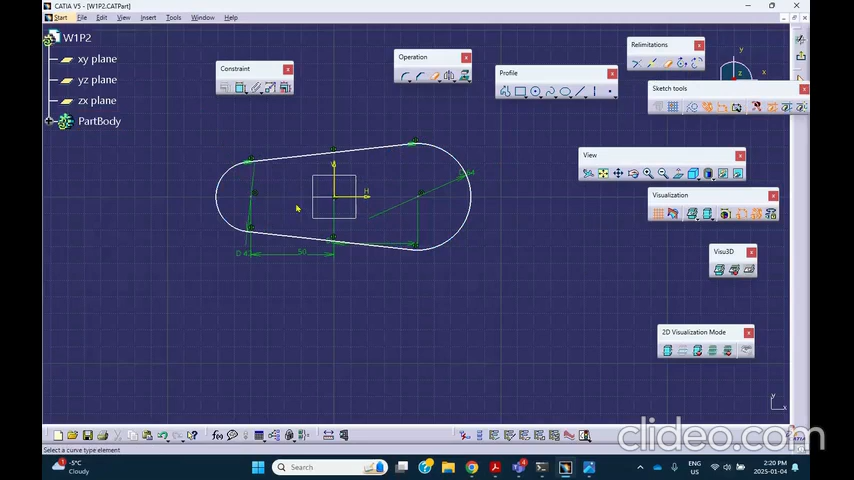 CATIA V5 - [W1P2.CATPart]
Start File Edit View Insert Tools Window Help
W1P2
xy plane
yz plane
zx plane
PartBody
Constraint
Operation
Profile
Relimitations
Sketch tools
View
Visualization
Visu3D
2D Visualization Mode
y
z
x
V
H
D 64
D 4
50
y
x
f(x)
clideo.com
Select a curve type element
-5°C
Cloudy
Search
ENG
US
2:20 PM
2025-01-04